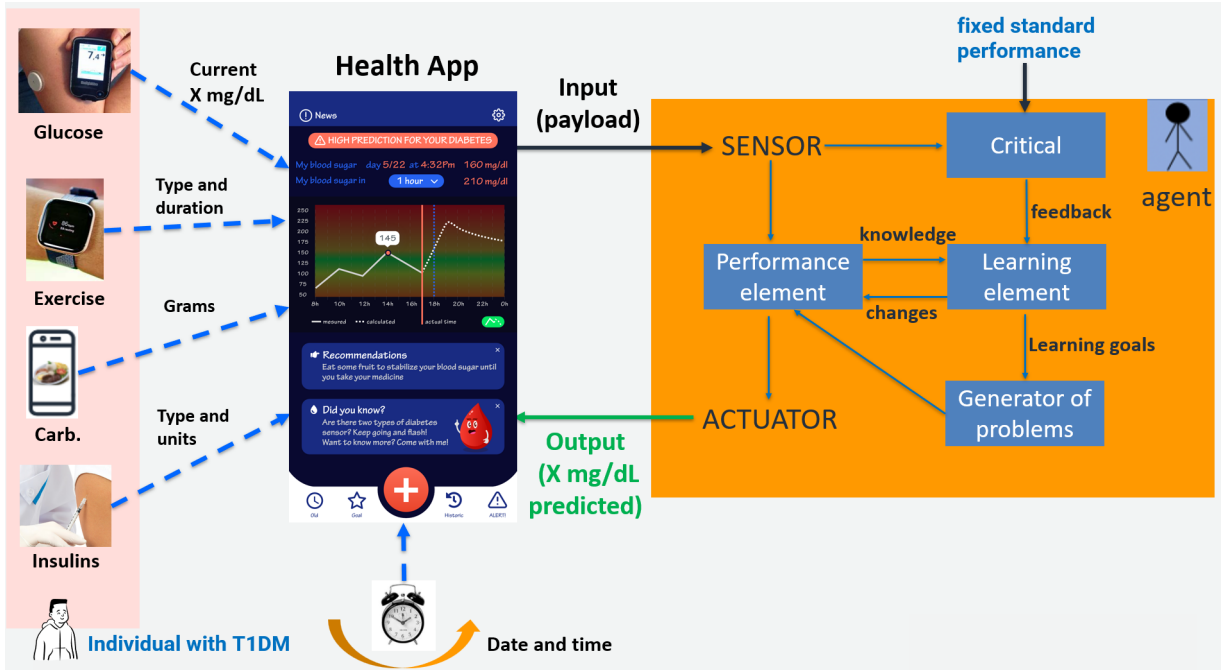 Glucose
Exercise
Carb.
Insulins
Individual with T1DM
Current
X mg/dL
Type and
duration
Grams
Type and
units
Health App
News
HIGH PREDICTION FOR YOUR DIABETES
My blood sugar day 5/22 at 4:32Pm 160 mg/dl
My blood sugar in 1 hour 210 mg/dl
250
225
200
175
150
125
100
75
50
145
8h 10h 12h 14h 16h 18h 20h 22h 0h
mesured calculated actual time
Recommendations
Eat some fruit to stabilize your blood sugar until
you take your medicine
Did you know?
Are there two types of diabetes
sensor? Keep going and flash!
Want to know more? Come with me!
Old
Goal
Historic
ALERT!
Date and time
Input
(payload)
Output
(X mg/dL
predicted)
fixed standard
performance
SENSOR
Critical
agent
feedback
knowledge
Performance
element
Learning
element
changes
Learning goals
ACTUATOR
Generator of
problems